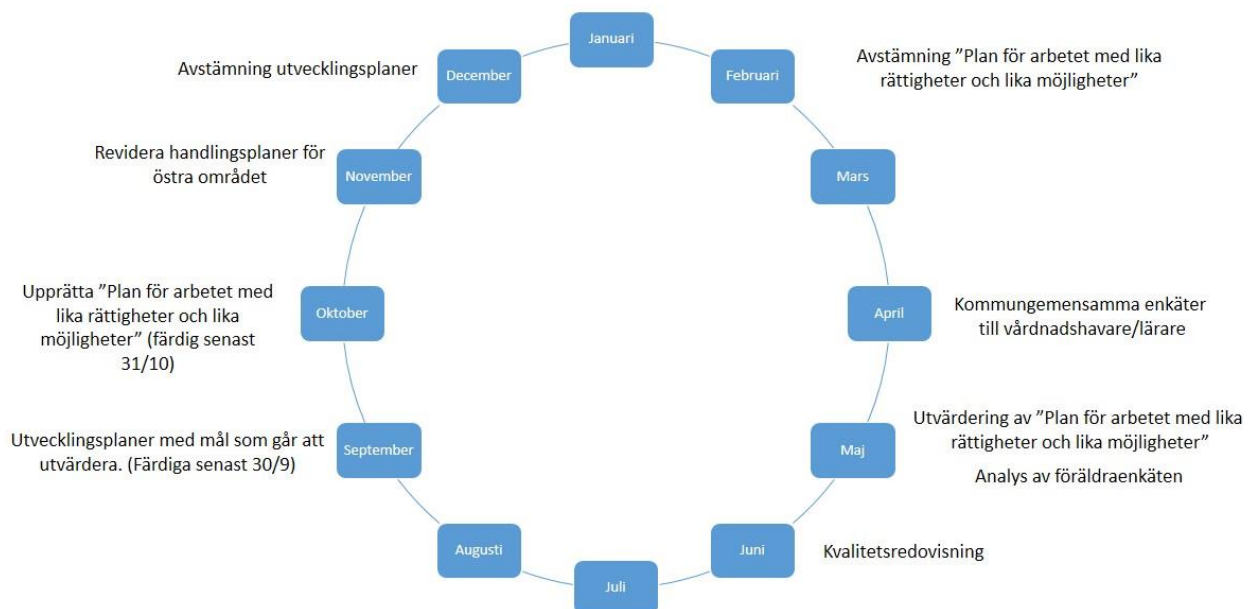 Januari
Februari
Avstämning ”Plan för arbetet med lika
rättigheter och lika möjligheter”
Mars
April
Kommungemensamma enkäter
till vårdnadshavare/lärare
Maj
Utvärdering av ”Plan för arbetet med lika
rättigheter och lika möjligheter”
Analys av föräldraenkäten
Juni
Kvalitetsredovisning
Juli
Augusti
September
Utvecklingsplaner med mål som går att
utvärdera. (Färdiga senast 30/9)
Oktober
Upprätta ”Plan för arbetet med
lika rättigheter och lika
möjligheter” (färdig senast
31/10)
November
Revidera handlingsplaner för
östra området
December
Avstämning utvecklingsplaner